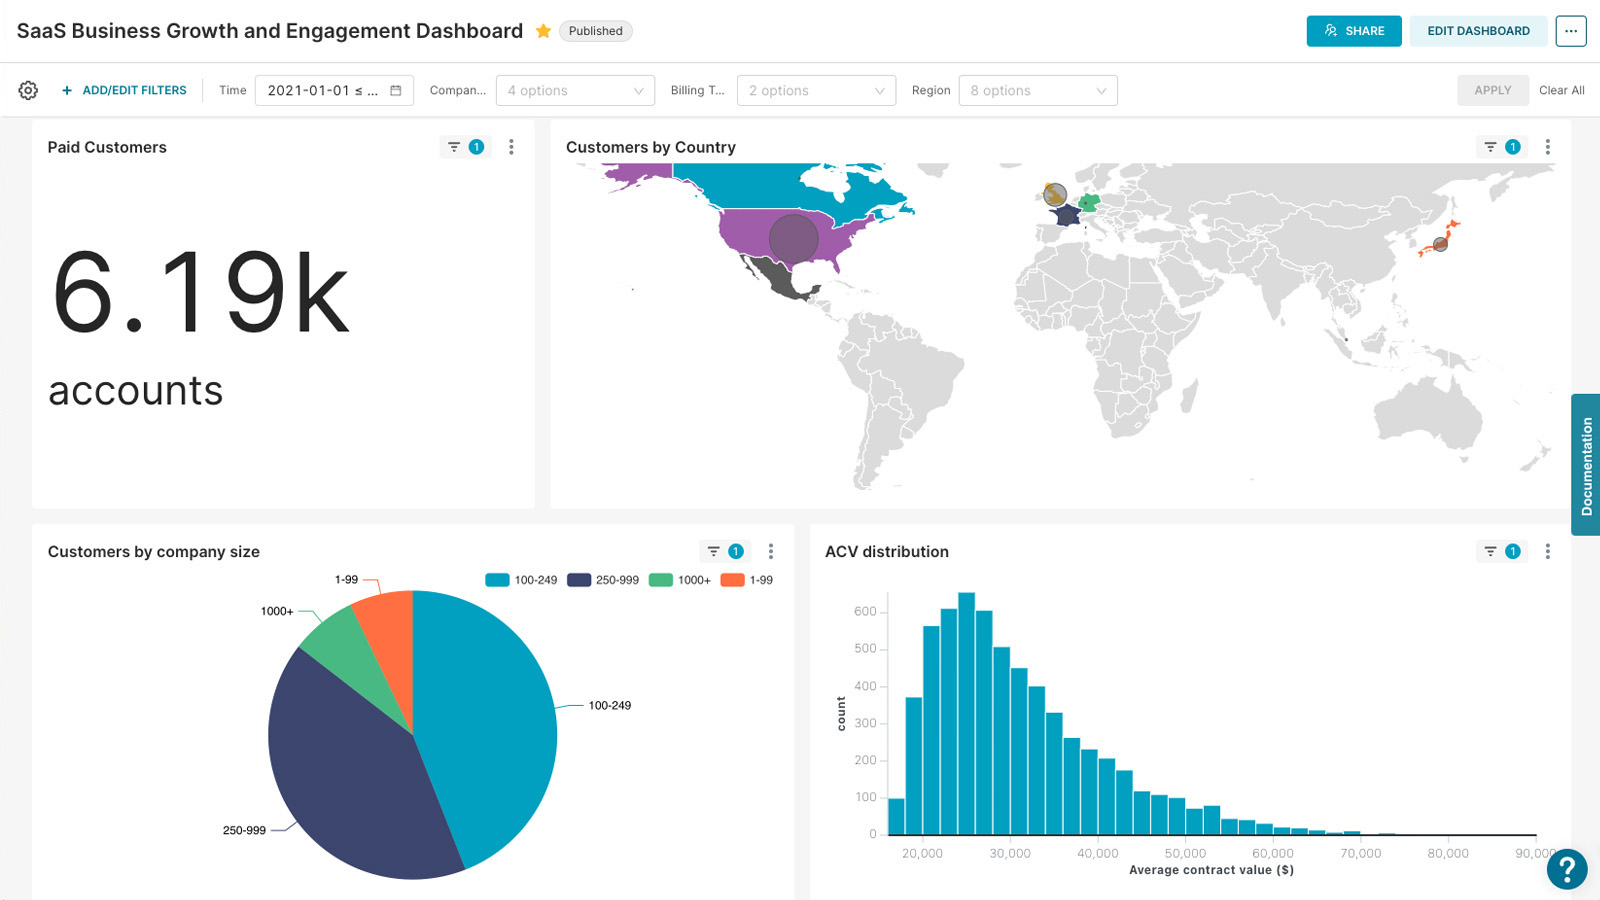 SaaS Business Growth and Engagement Dashboard
Published
SHARE
EDIT DASHBOARD
...
+ ADD/EDIT FILTERS
Time
2021-01-01 ≤ ...
Compan...
4 options
Billing T...
2 options
Region
8 options
APPLY
Clear All
Paid Customers
1
6.19k
accounts
Customers by Country
1
Documentation
Customers by company size
1
100-249
250-999
1000+
1-99
1-99
1000+
100-249
250-999
ACV distribution
1
count
600
500
400
300
200
100
0
20,000
30,000
40,000
50,000
60,000
70,000
80,000
90,000
Average contract value ($)
?